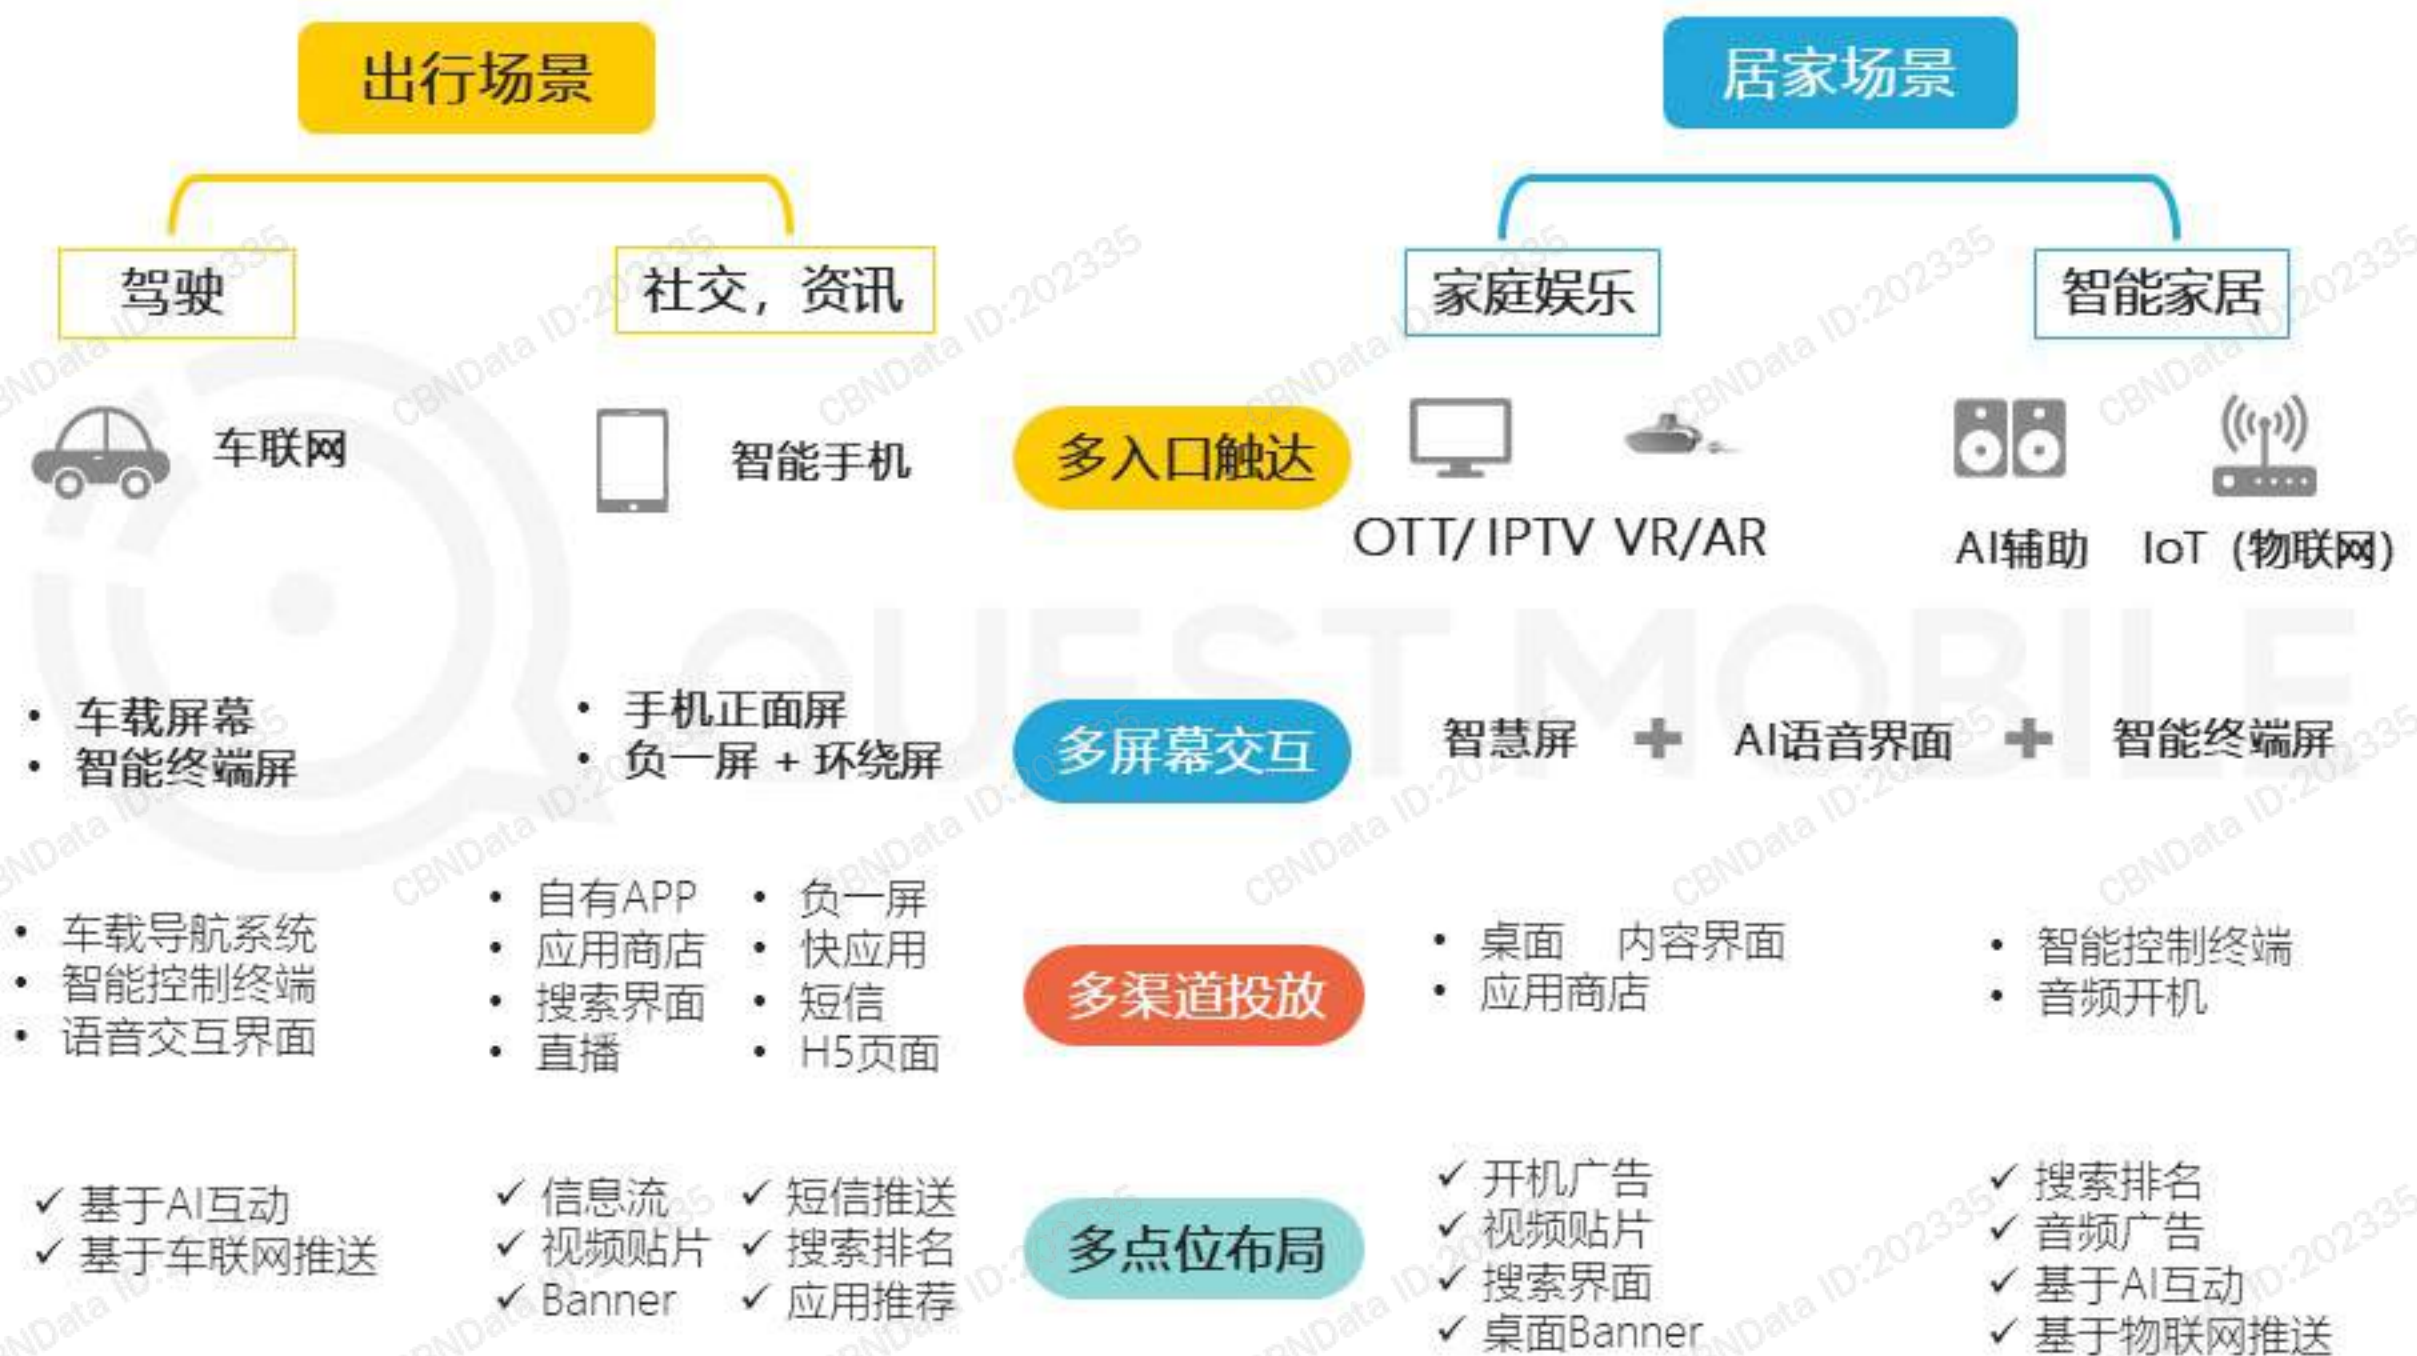 出行场景
居家场景
驾驶
社交，资讯
家庭娱乐
智能家居
车联网
智能手机
多入口触达
OTT/ IPTV VR/AR
AI辅助 IoT（物联网）
• 车载屏幕
• 智能终端屏
• 手机正面屏
• 负一屏 + 环绕屏
多屏幕交互
智慧屏 + AI语音界面 + 智能终端屏
• 车载导航系统
• 智能控制终端
• 语音交互界面
• 自有APP • 负一屏
• 应用商店 • 快应用
• 搜索界面 • 短信
• 直播 • H5页面
多渠道投放
• 桌面 内容界面
• 应用商店
• 智能控制终端
• 音频开机
✓ 基于AI互动
✓ 基于车联网推送
✓ 信息流 ✓ 短信推送
✓ 视频贴片 ✓ 搜索排名
✓ Banner ✓ 应用推荐
多点位布局
✓ 开机广告
✓ 视频贴片
✓ 搜索界面
✓ 桌面Banner
✓ 搜索排名
✓ 音频广告
✓ 基于AI互动
✓ 基于物联网推送
QUEST MOBILE
CBNData ID:202335